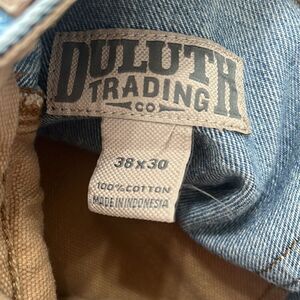 DULUTH
TRADING
CO
38x30
100% COTTON
MADE IN INDONESIA